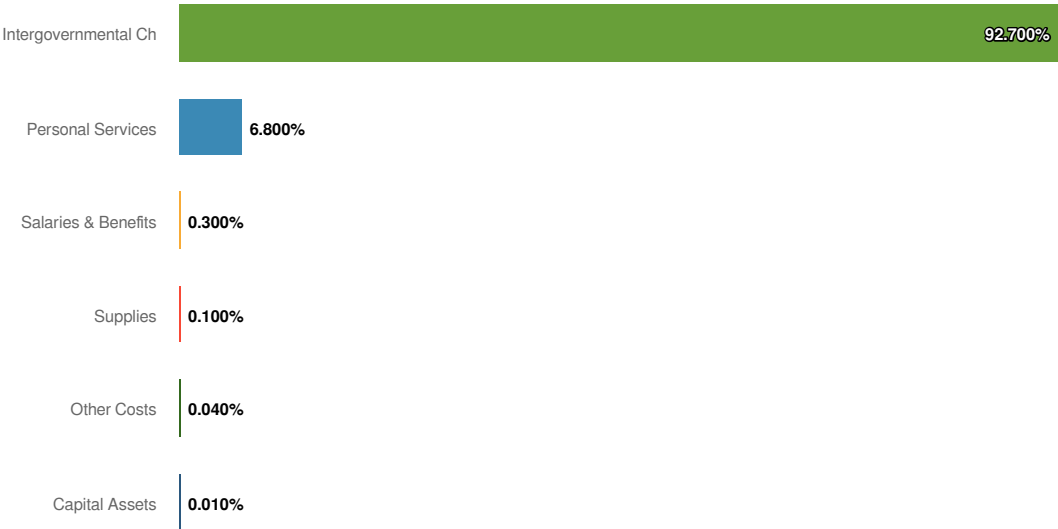 Intergovernmental Ch 92.700%
Personal Services 6.800%
Salaries & Benefits 0.300%
Supplies 0.100%
Other Costs 0.040%
Capital Assets 0.010%